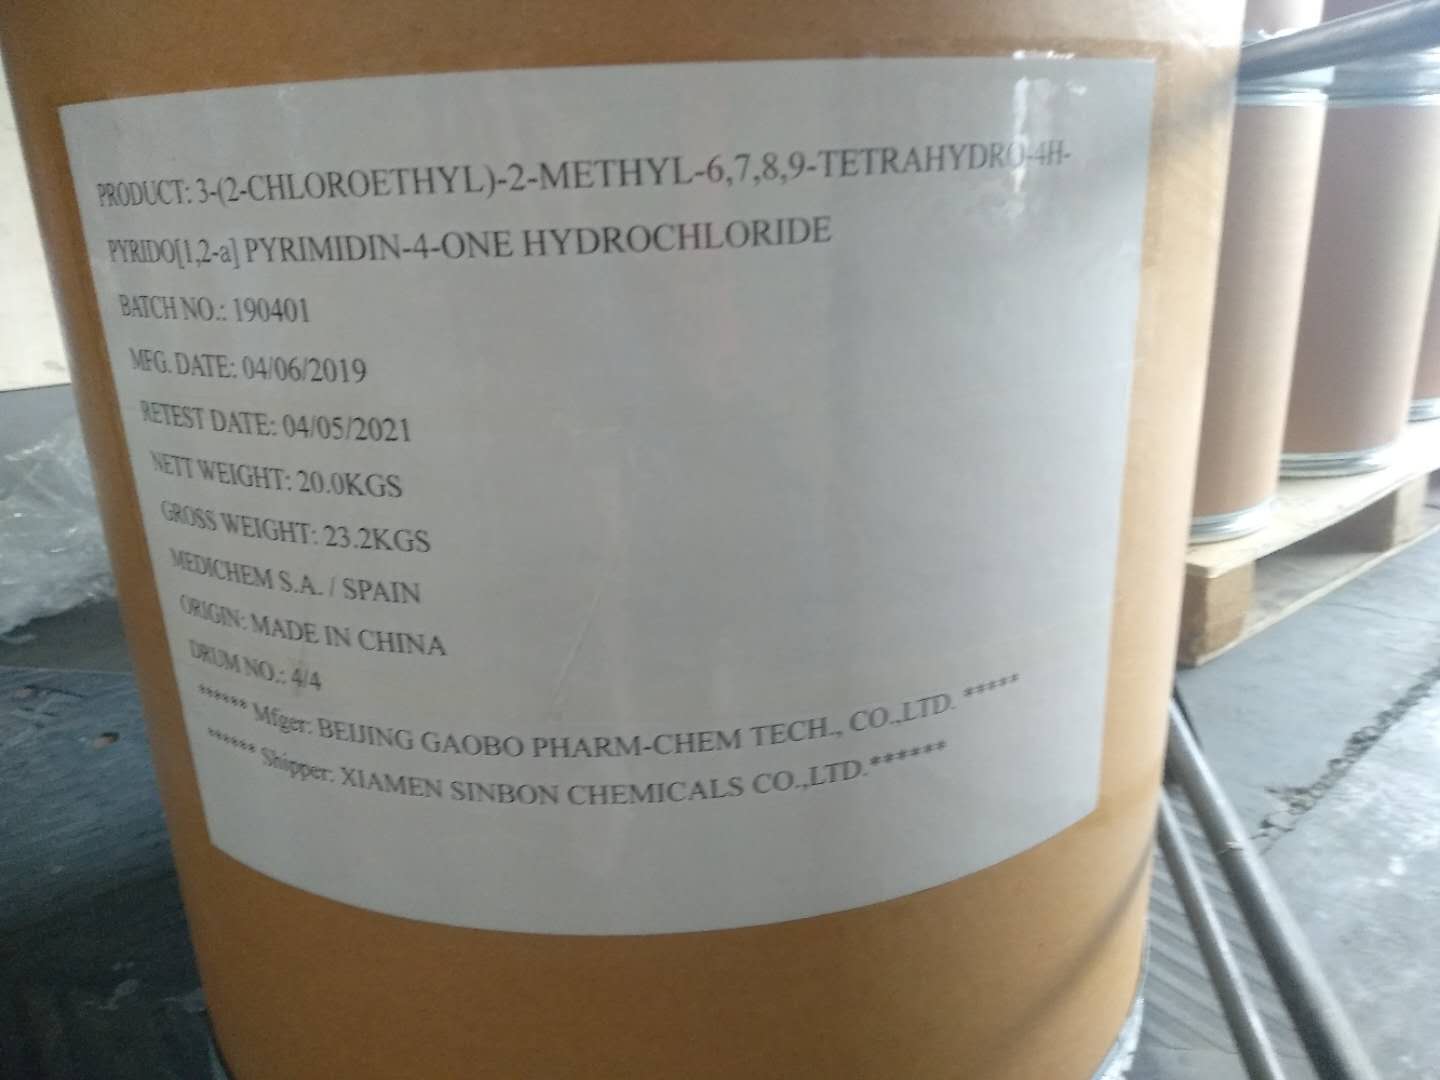 PRODUCT: 3-(2-CHLOROETHYL)-2-METHYL-6,7,8,9-TETRAHYDRO-4H-
PYRIDO[1,2-a] PYRIMIDIN-4-ONE HYDROCHLORIDE
BATCH NO.: 190401
MFG. DATE: 04/06/2019
RETEST DATE: 04/05/2021
NETT WEIGHT: 20.0KGS
GROSS WEIGHT: 23.2KGS
MEDICHEM S.A. / SPAIN
ORIGIN: MADE IN CHINA
DRUM NO.: 4/4
****** Mfger: BEIJING GAOBO PHARM-CHEM TECH., CO.,LTD. *****
****** Shipper: XIAMEN SINBON CHEMICALS CO.,LTD.******